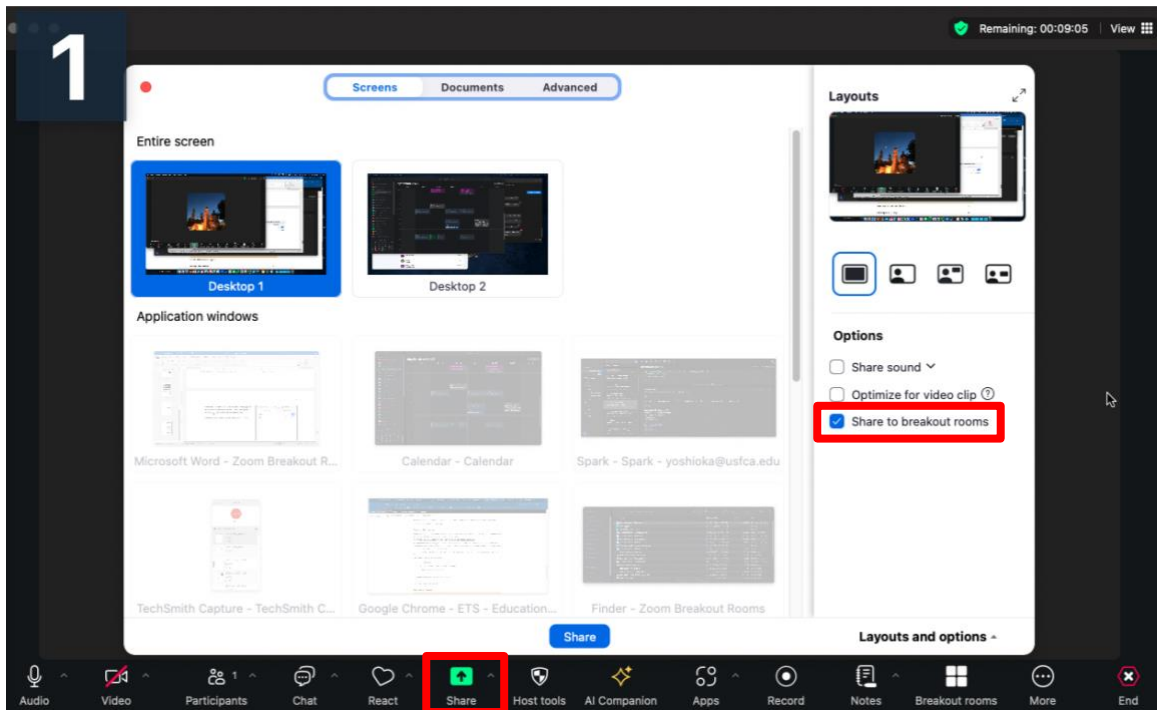 1
Remaining: 00:09:05
View
Screens
Documents
Advanced
Entire screen
Desktop 1
Desktop 2
Application windows
Microsoft Word - Zoom Breakout R...
Calendar - Calendar
Spark - Spark - yoshioka@usfca.edu
TechSmith Capture - TechSmith C...
Google Chrome - ETS - Education...
Finder - Zoom Breakout Rooms
Share
Layouts
Options
Share sound
Optimize for video clip
Share to breakout rooms
Layouts and options
Audio
Video
1
Participants
Chat
React
Share
Host tools
AI Companion
Apps
Record
Notes
Breakout rooms
More
End